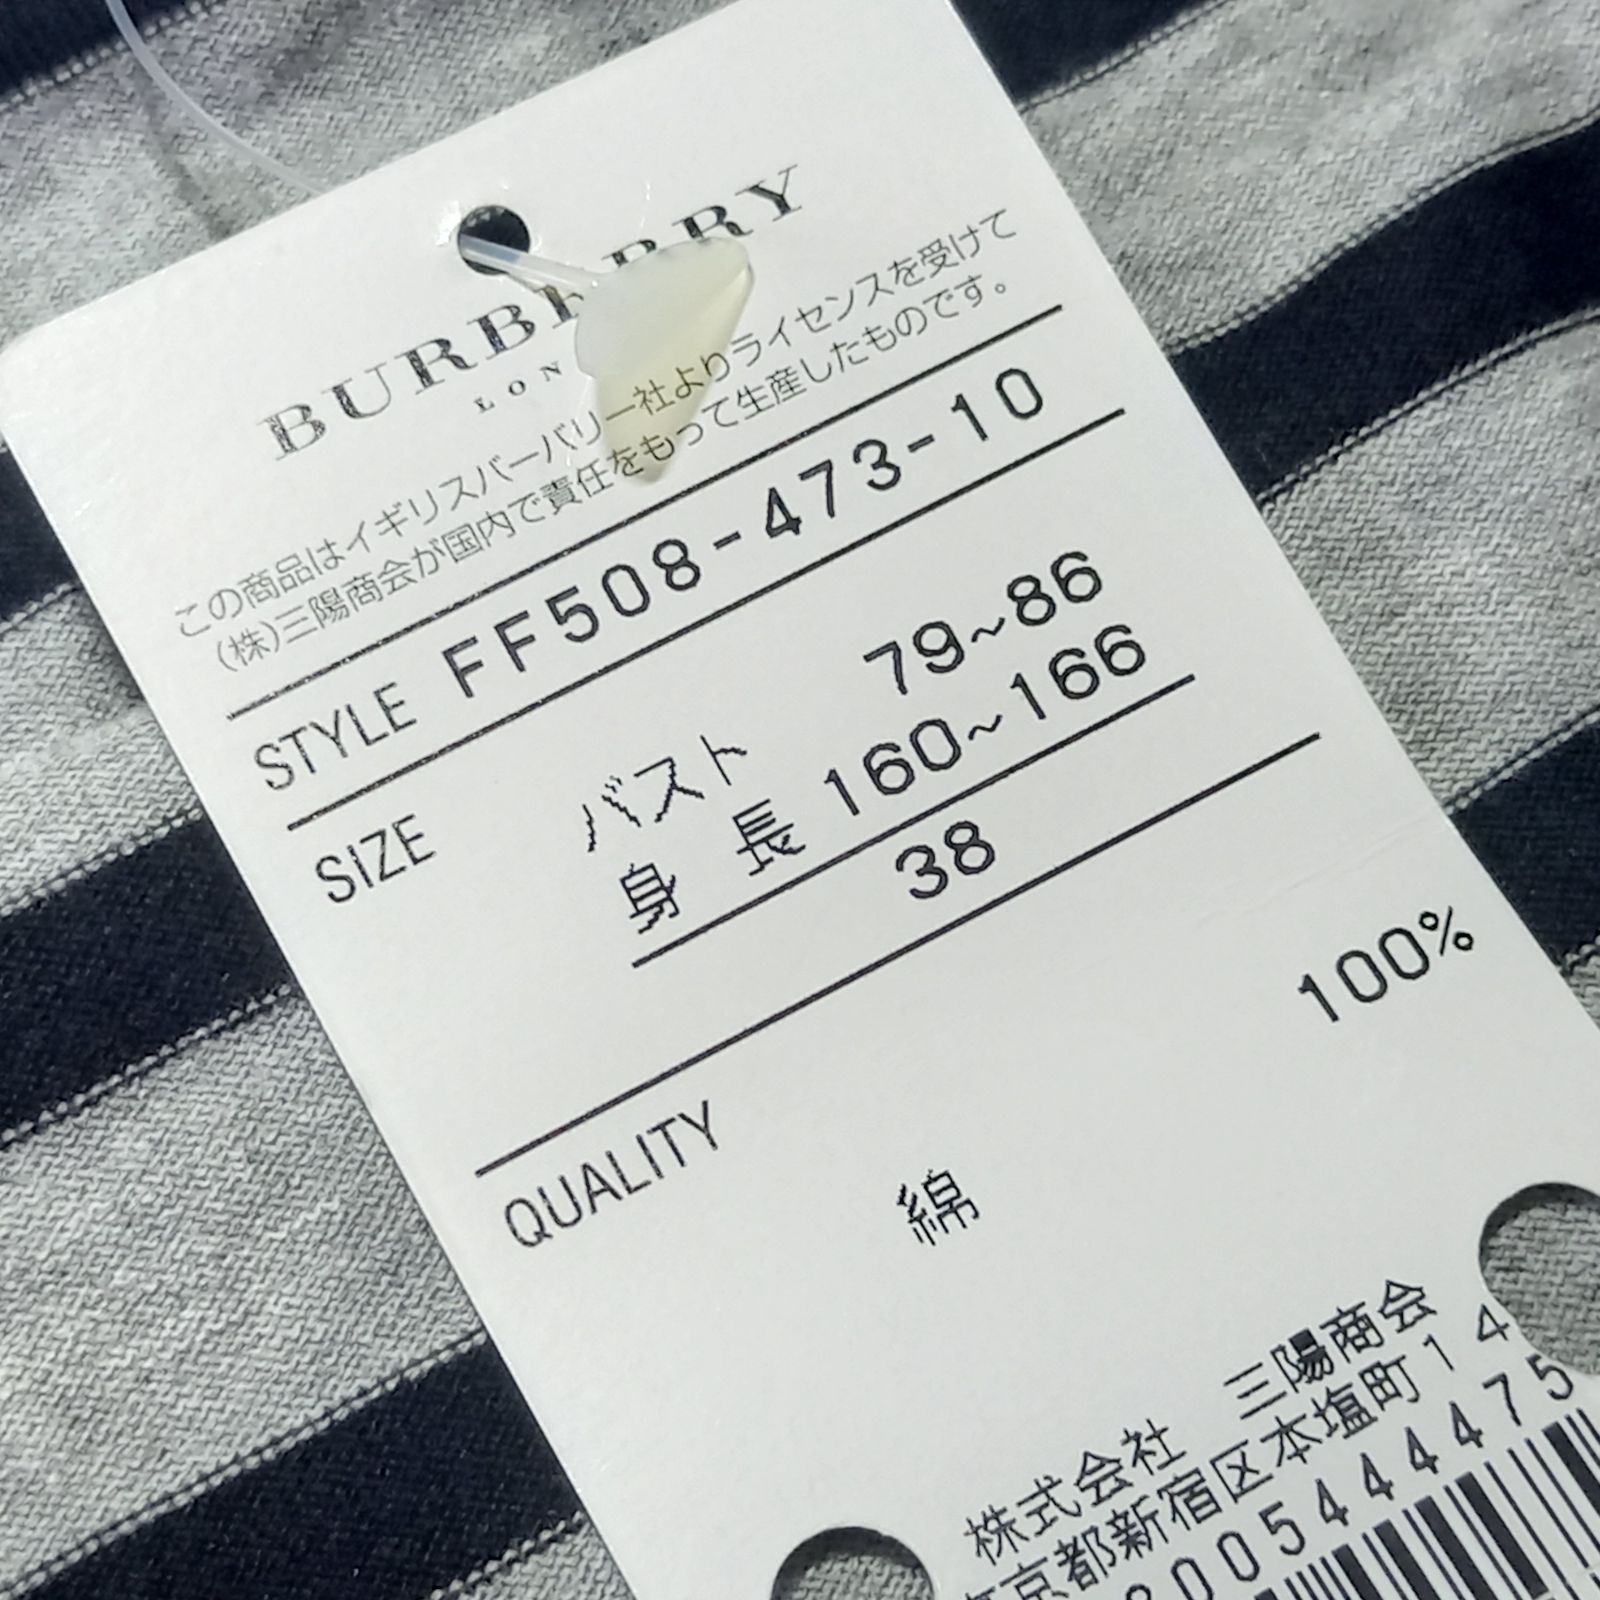 BURBERRY
LON
この商品はイギリスバーバリー社よりライセンスを受けて
(株)三陽商会が国内で責任をもって生産したものです。
STYLE FF508-473-10
SIZE バスト 79~86
身 長 160~166
38
QUALITY
綿 100%
株式会社 三陽商会
東京都新宿区本塩町14
20054444475